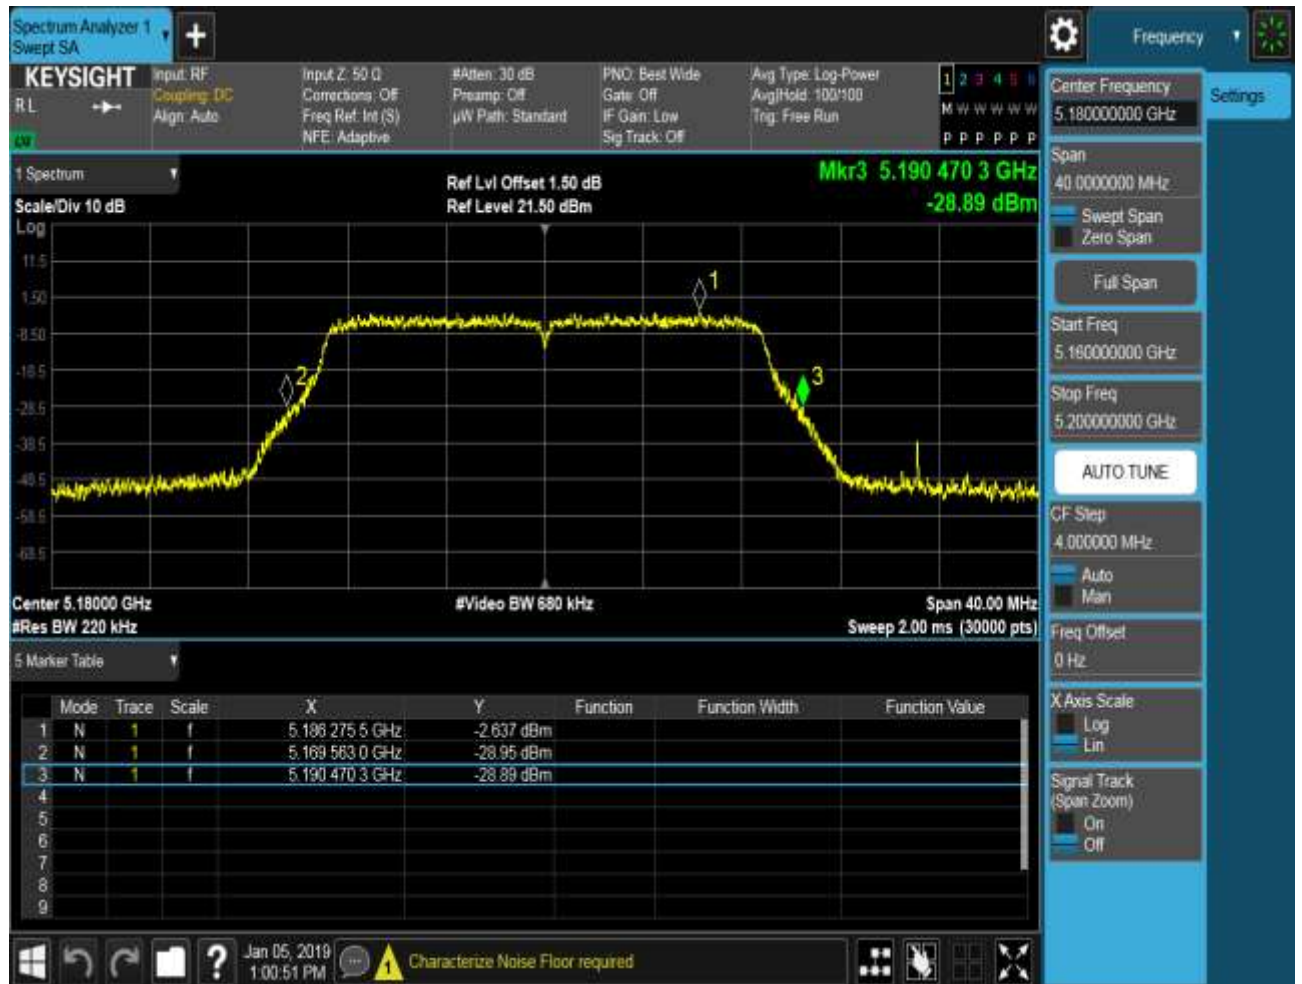 Spectrum Analyzer 1
Swept SA
+
Frequency
KEYSIGHT
RL
Input: RF
Coupling: DC
Align: Auto
Input Z: 50 Ω
Corrections: Off
Freq Ref: Int (S)
NFE: Adaptive
#Atten: 30 dB
Preamp: Off
µW Path: Standard
PNO: Best Wide
Gate: Off
IF Gain: Low
Sig Track: Off
Avg Type: Log-Power
Avg|Hold: 100/100
Trig: Free Run
1 2 3 4 5 6
M W W W W W
P P P P P P
1 Spectrum
Scale/Div 10 dB
Ref Lvl Offset 1.50 dB
Ref Level 21.50 dBm
Mkr3 5.190 470 3 GHz
-28.89 dBm
Log
11.5
1.50
-8.50
-18.5
-28.5
-38.5
-48.5
-58.5
-68.5
1
2
3
Center 5.18000 GHz
#Video BW 680 kHz
Span 40.00 MHz
#Res BW 220 kHz
Sweep 2.00 ms (30000 pts)
5 Marker Table
Mode Trace Scale X Y Function Function Width Function Value
1 N 1 f 5.186 275 5 GHz -2.637 dBm
2 N 1 f 5.169 563 0 GHz -28.95 dBm
3 N 1 f 5.190 470 3 GHz -28.89 dBm
4
5
6
7
8
9
Center Frequency
5.180000000 GHz
Settings
Span
40.0000000 MHz
Swept Span
Zero Span
Full Span
Start Freq
5.160000000 GHz
Stop Freq
5.200000000 GHz
AUTO TUNE
CF Step
4.000000 MHz
Auto
Man
Freq Offset
0 Hz
X Axis Scale
Log
Lin
Signal Track
(Span Zoom)
On
Off
?
Jan 05, 2019
1:00:51 PM
1
Characterize Noise Floor required